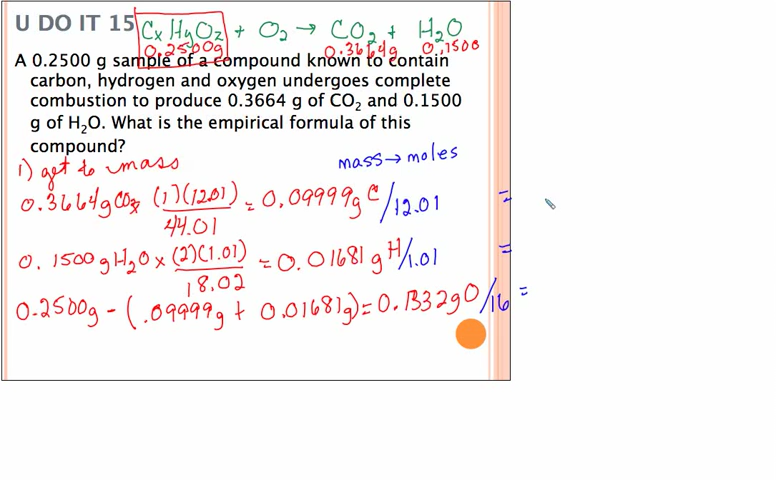 U DO IT 15 CxHyOz + O₂ → CO₂ + H₂O
0.2500g 0.3664g 0.1500
A 0.2500 g sample of a compound known to contain
carbon, hydrogen and oxygen undergoes complete
combustion to produce 0.3664 g of CO₂ and 0.1500
g of H₂O. What is the empirical formula of this
compound?
1) get to mass
mass → moles
0.3664g CO₂ x (1)(12.01)/44.01 = 0.09999g C /12.01 =
0.1500g H₂O x (2)(1.01)/18.02 = 0.01681 g H /1.01 =
0.2500g - (.09999g + 0.01681g) = 0.1332g O /16 =